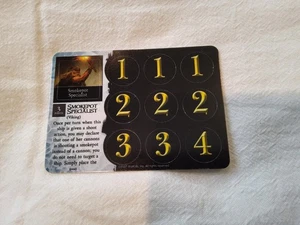 Smokepot
Specialist
5
SMOKEPOT
SPECIALIST
(Viking)
Once per turn when this
ship is given a shoot
action, you may declare
that one of her cannons
is shooting a smokepot
instead of a cannon; you
do not need to target a
ship. Simply place the
1 1 1
2 2 2
3 3 4